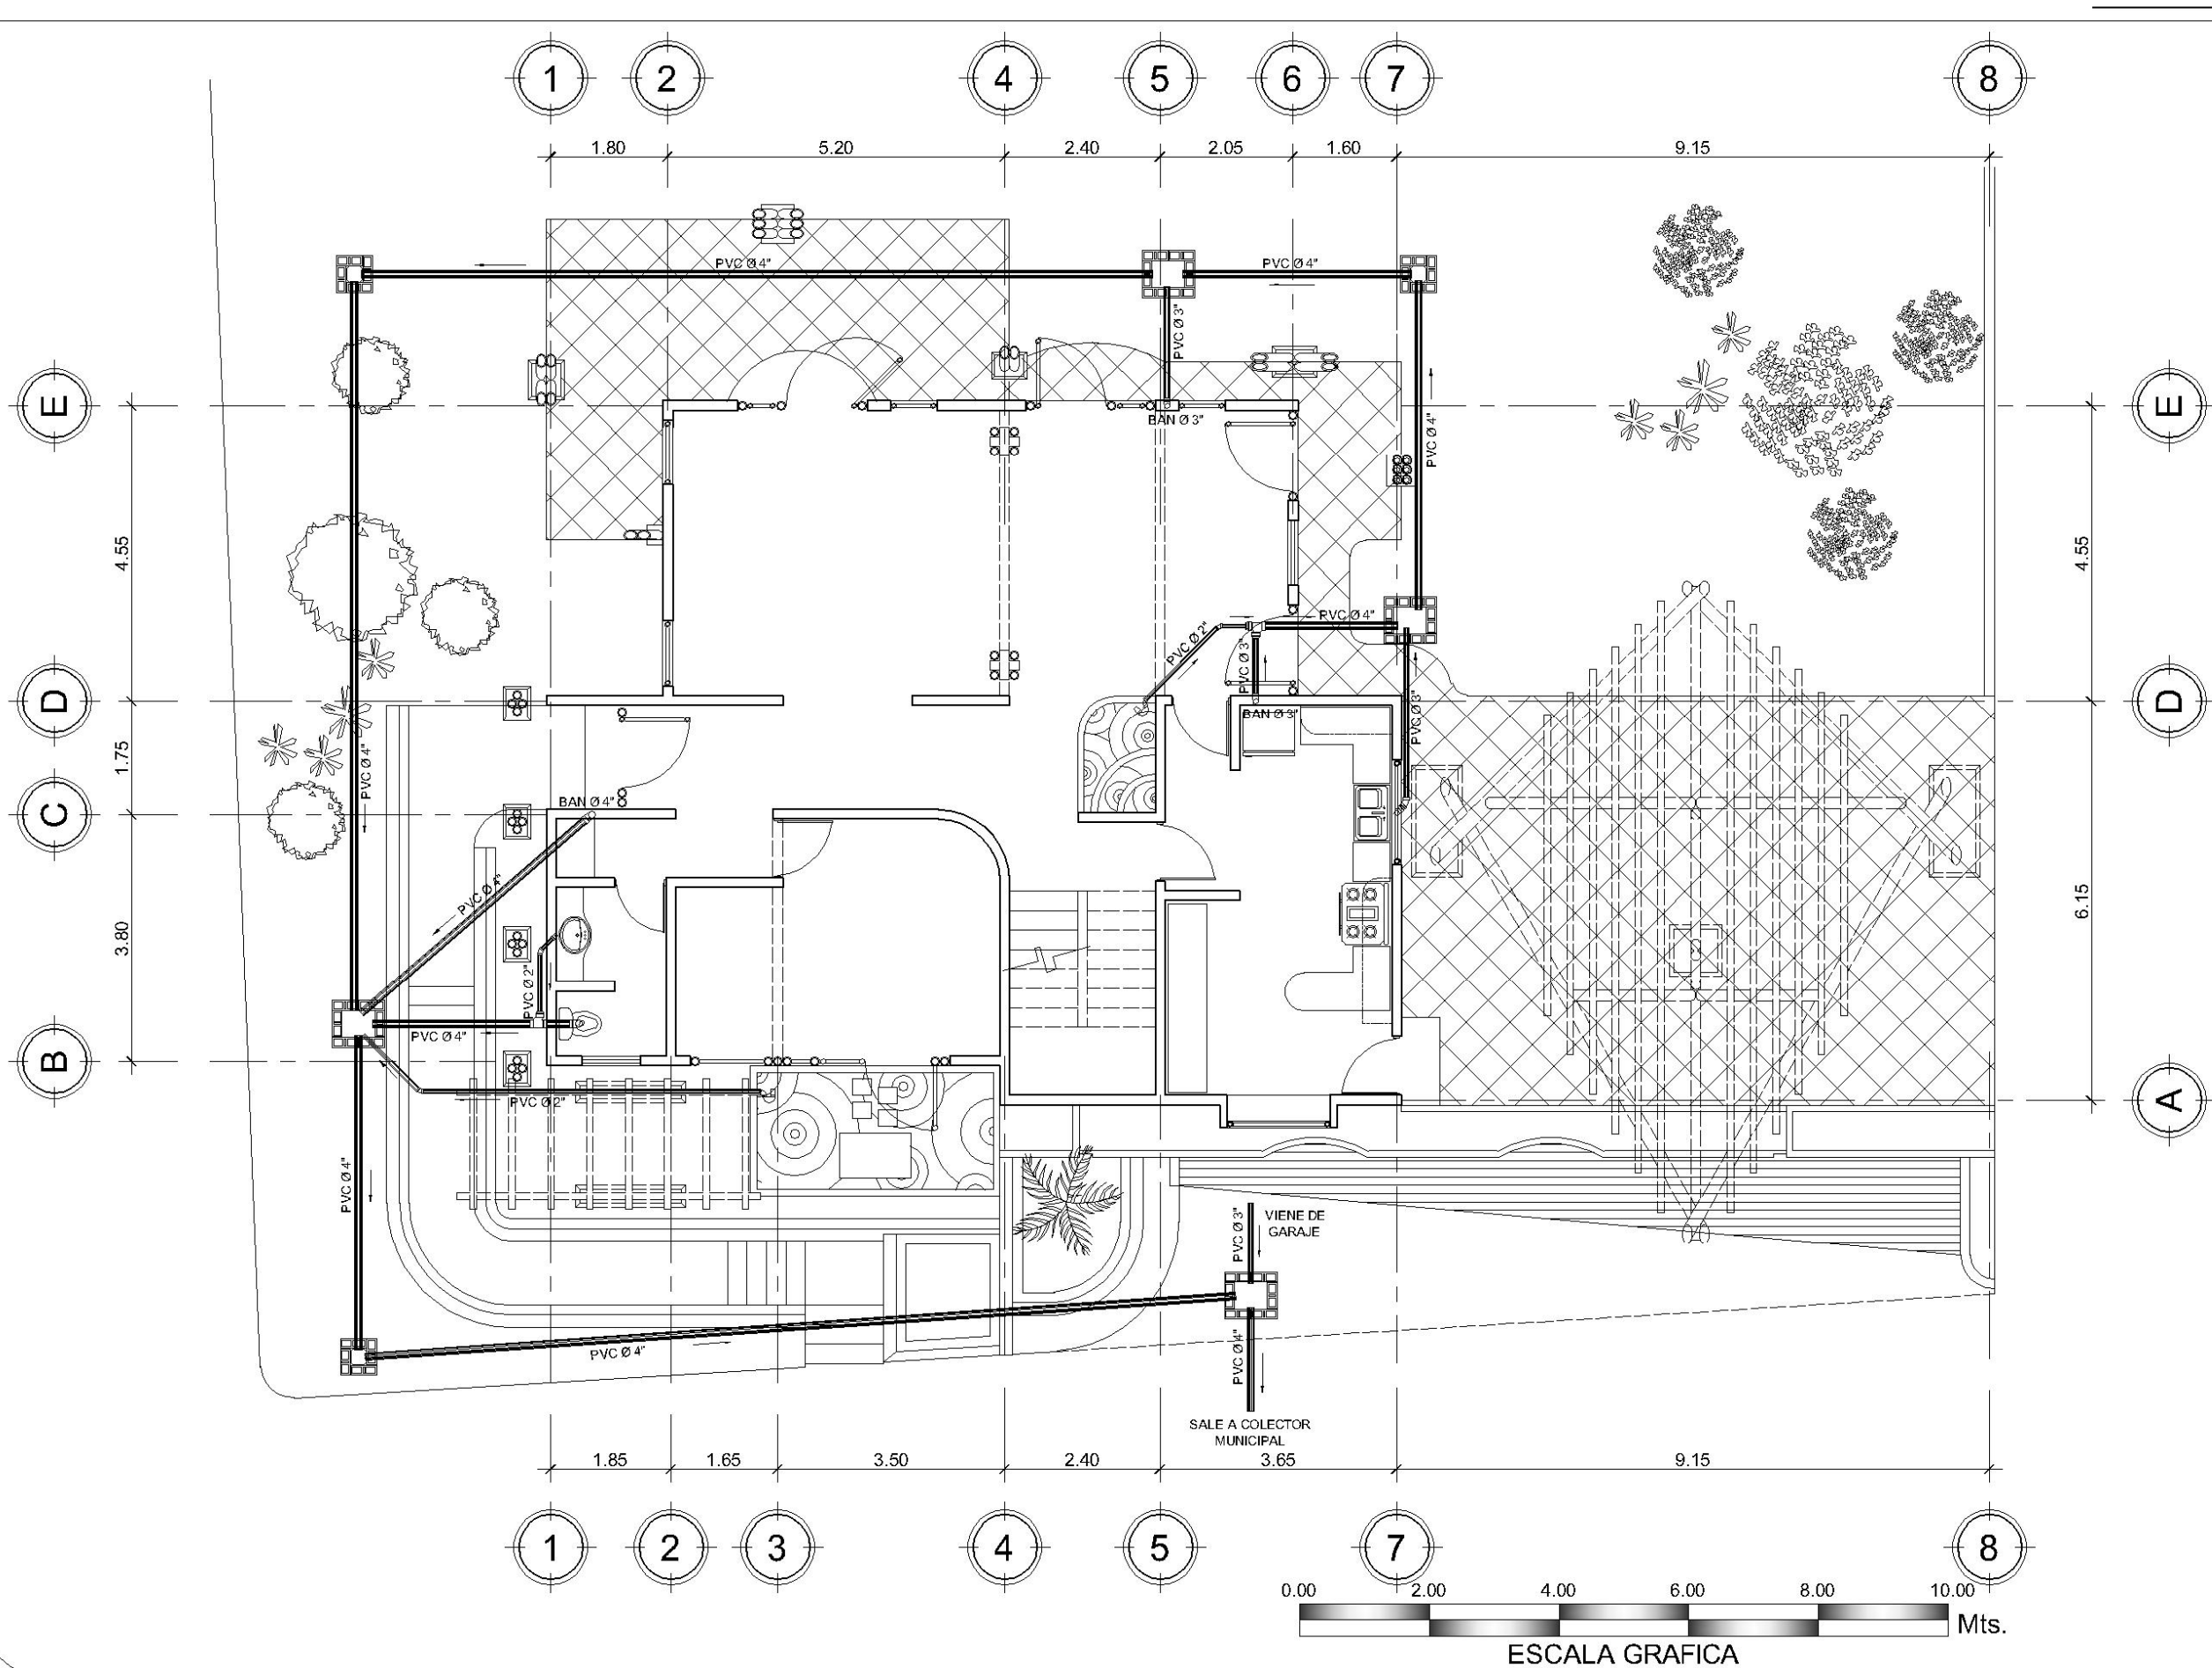 1 2 4 5 6 7 8
1.80 5.20 2.40 2.05 1.60 9.15
PVC Ø 4" PVC Ø 4"
PVC Ø 3"
E E
BAN Ø 3"
PVC Ø 4"
4.55 4.55
PVC Ø 4"
PVC Ø 2"
PVC Ø 3"
D D
BAN Ø 3"
PVC Ø 3"
1.75
PVC Ø 4"
BAN Ø 4"
C
PVC Ø 4"
3.80 6.15
PVC Ø 2"
PVC Ø 4"
B A
PVC Ø 2"
PVC Ø 4"
PVC Ø 3"
VIENE DE
GARAJE
PVC Ø 4"
PVC Ø 4"
SALE A COLECTOR
MUNICIPAL
1.85 1.65 3.50 2.40 3.65 9.15
1 2 3 4 5 7 8
0.00 2.00 4.00 6.00 8.00 10.00
Mts.
ESCALA GRAFICA